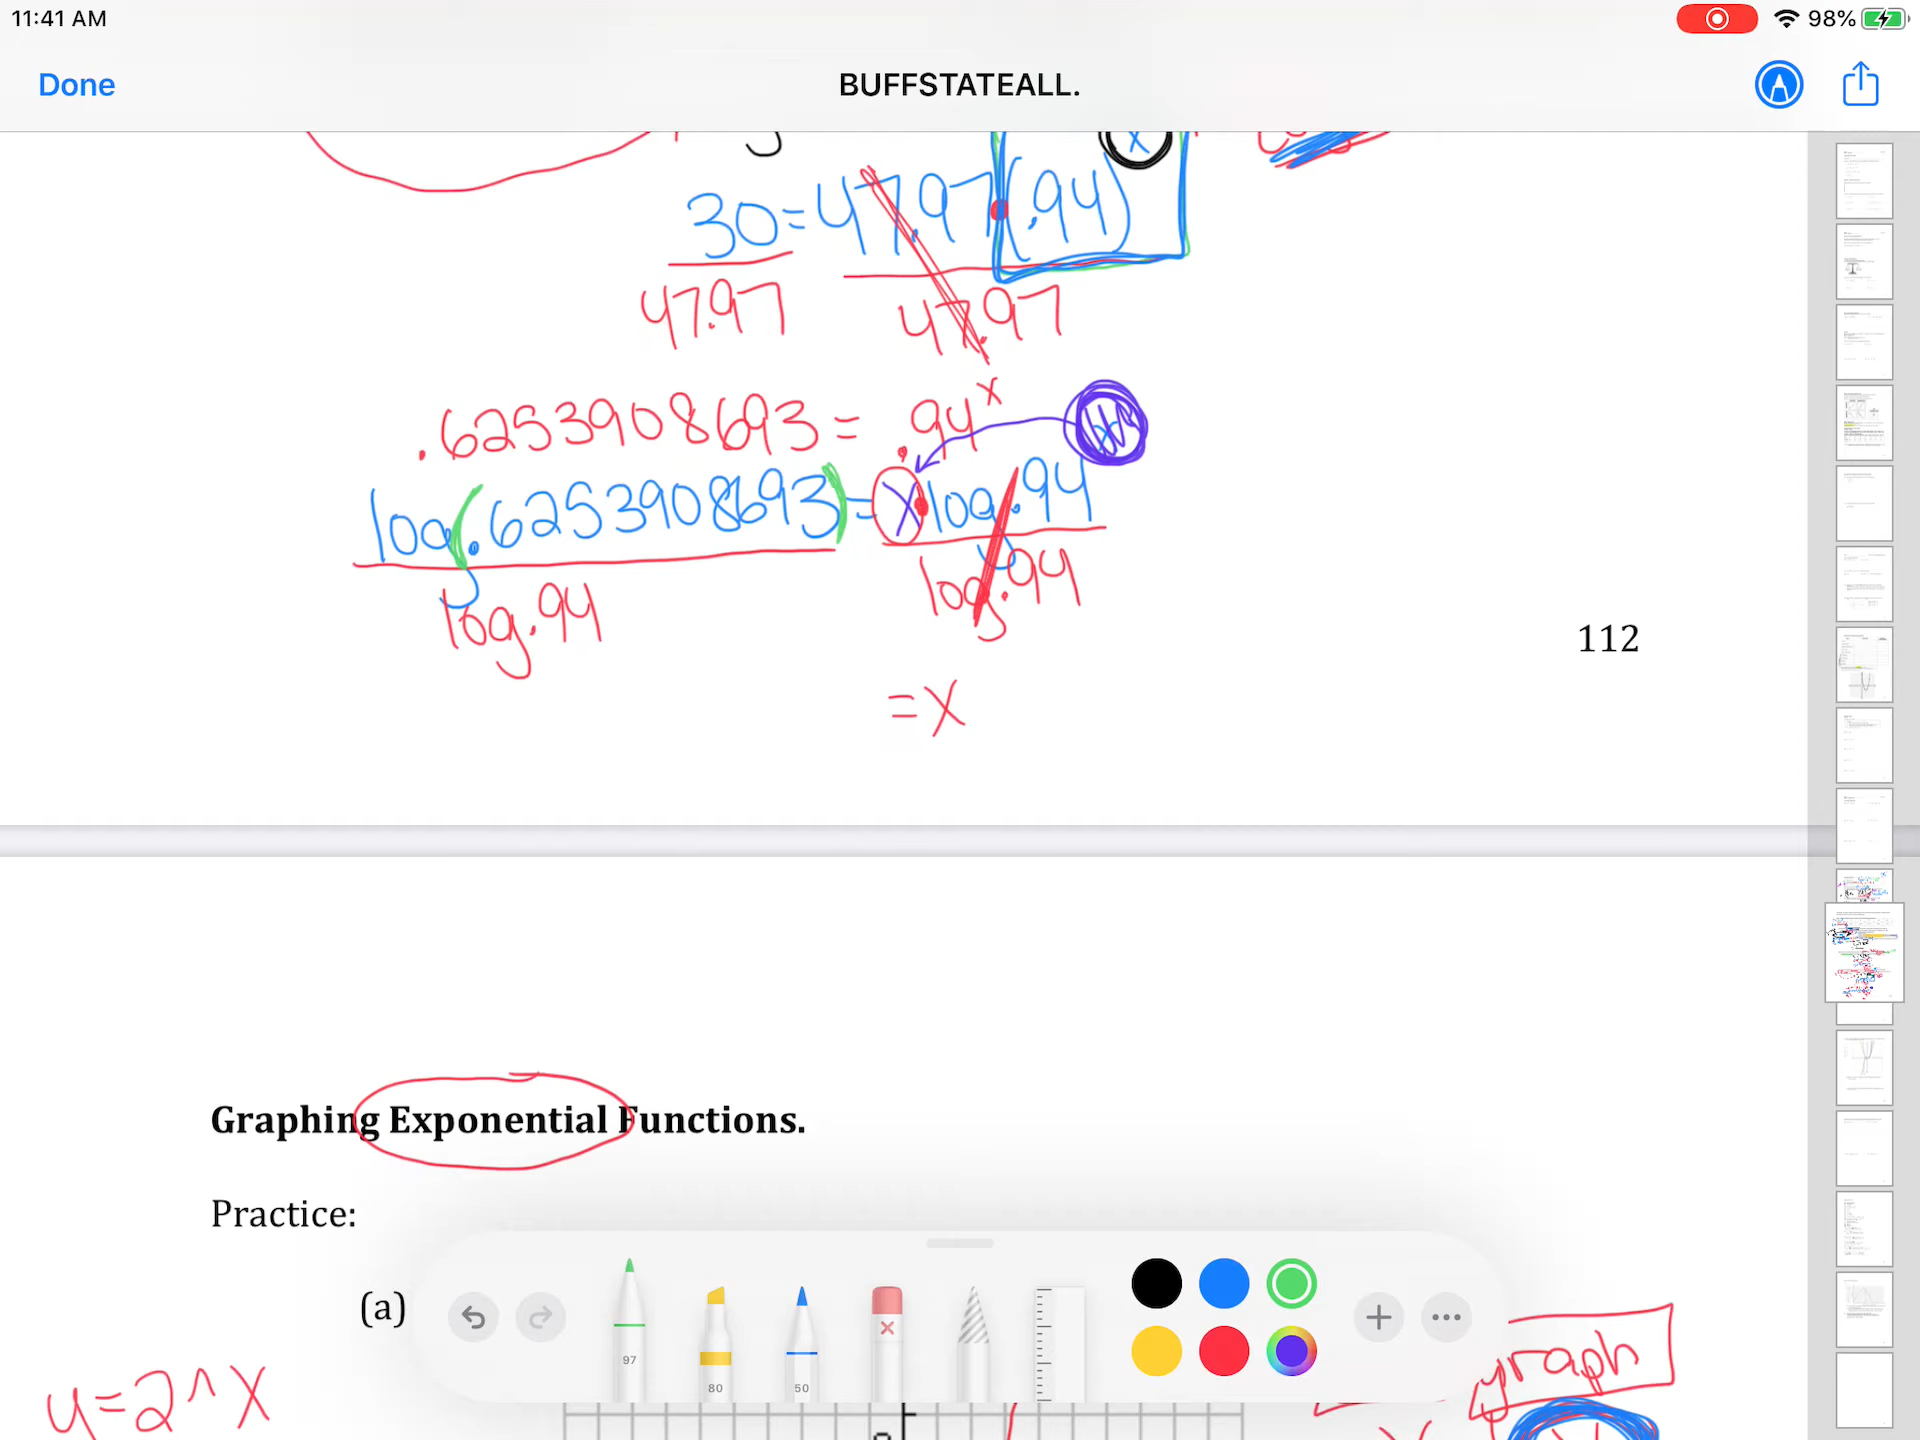 11:41 AM
98%
Done
BUFFSTATEALL.
x
30=47.97•(.94)
47.97
47.97
.6253908693 = .94^x
log(.6253908693) = x•log.94
log.94
log.94
112
=x
Graphing Exponential Functions.
Practice:
(a)
97
80
50
graph
y=2^x